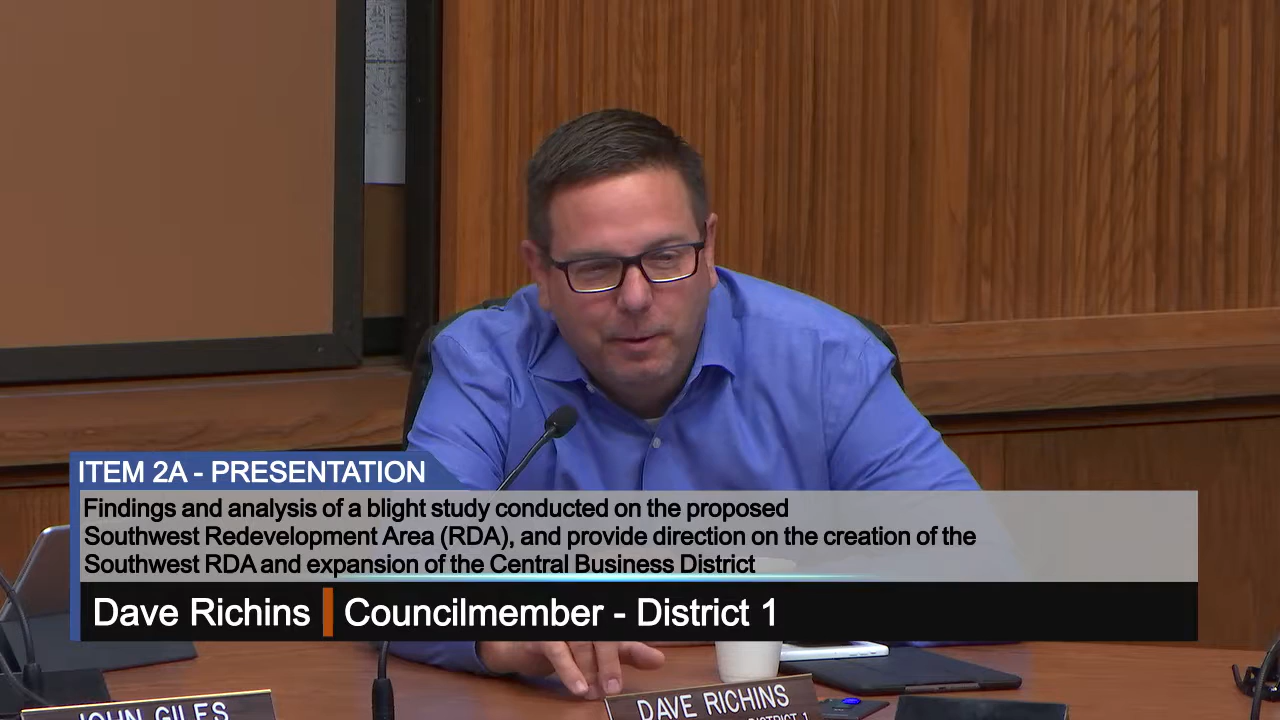 ITEM 2A - PRESENTATION
Findings and analysis of a blight study conducted on the proposed
Southwest Redevelopment Area (RDA), and provide direction on the creation of the
Southwest RDA and expansion of the Central Business District
Dave Richins | Councilmember - District 1
JOHN GILES
DAVE RICHINS
DISTRICT 1